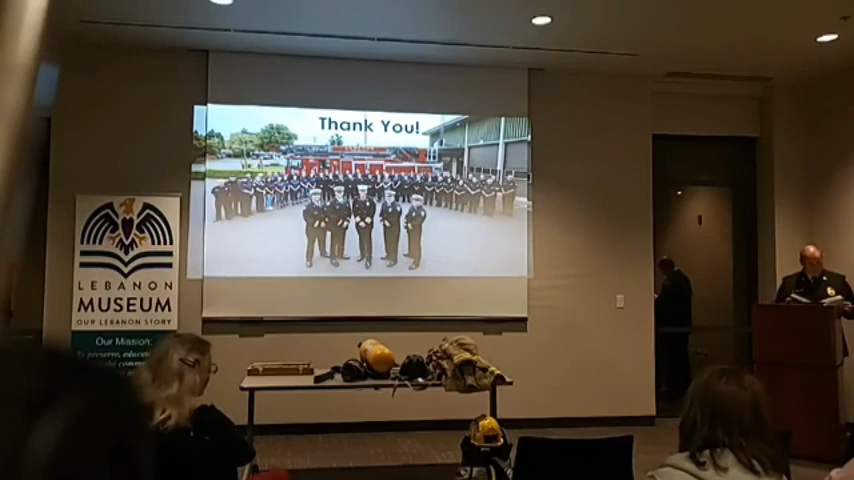 Thank You!
LEBANON
MUSEUM
OUR LEBANON STORY
Our Mission:
To preserve, educate